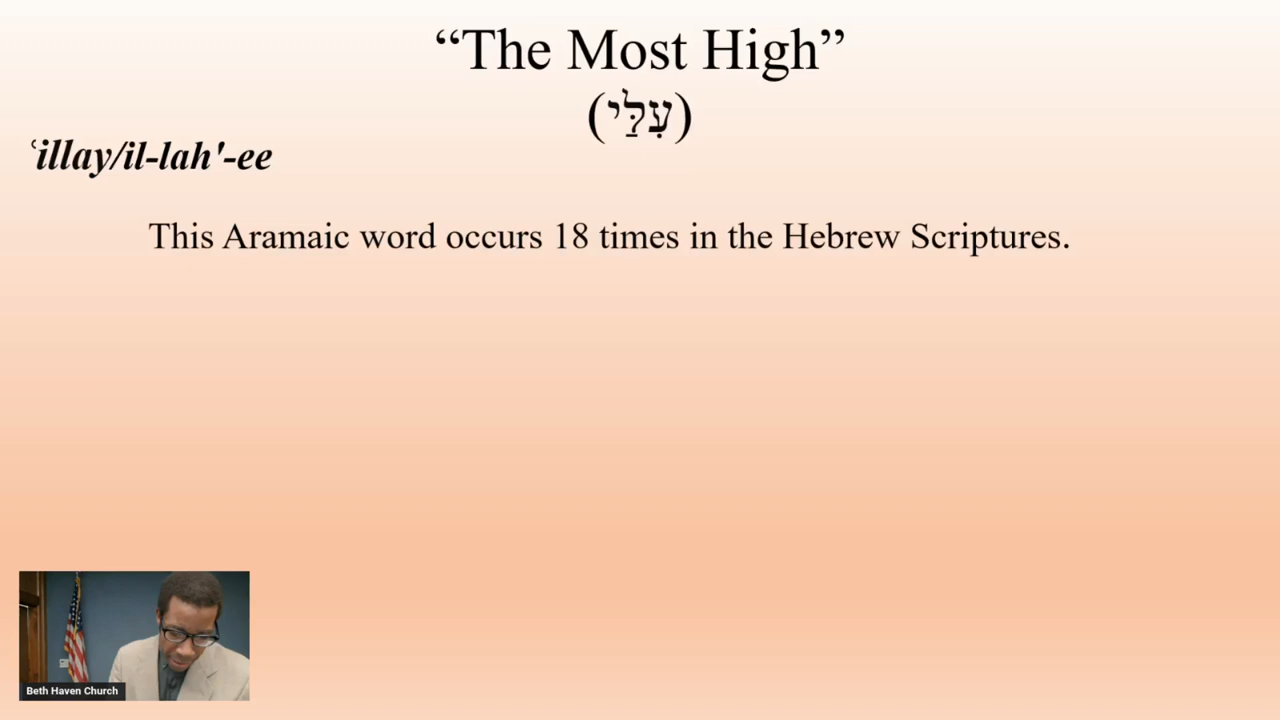 “The Most High”
(עִלַּי)
ʿillay/il-lah'-ee
This Aramaic word occurs 18 times in the Hebrew Scriptures.
Beth Haven Church